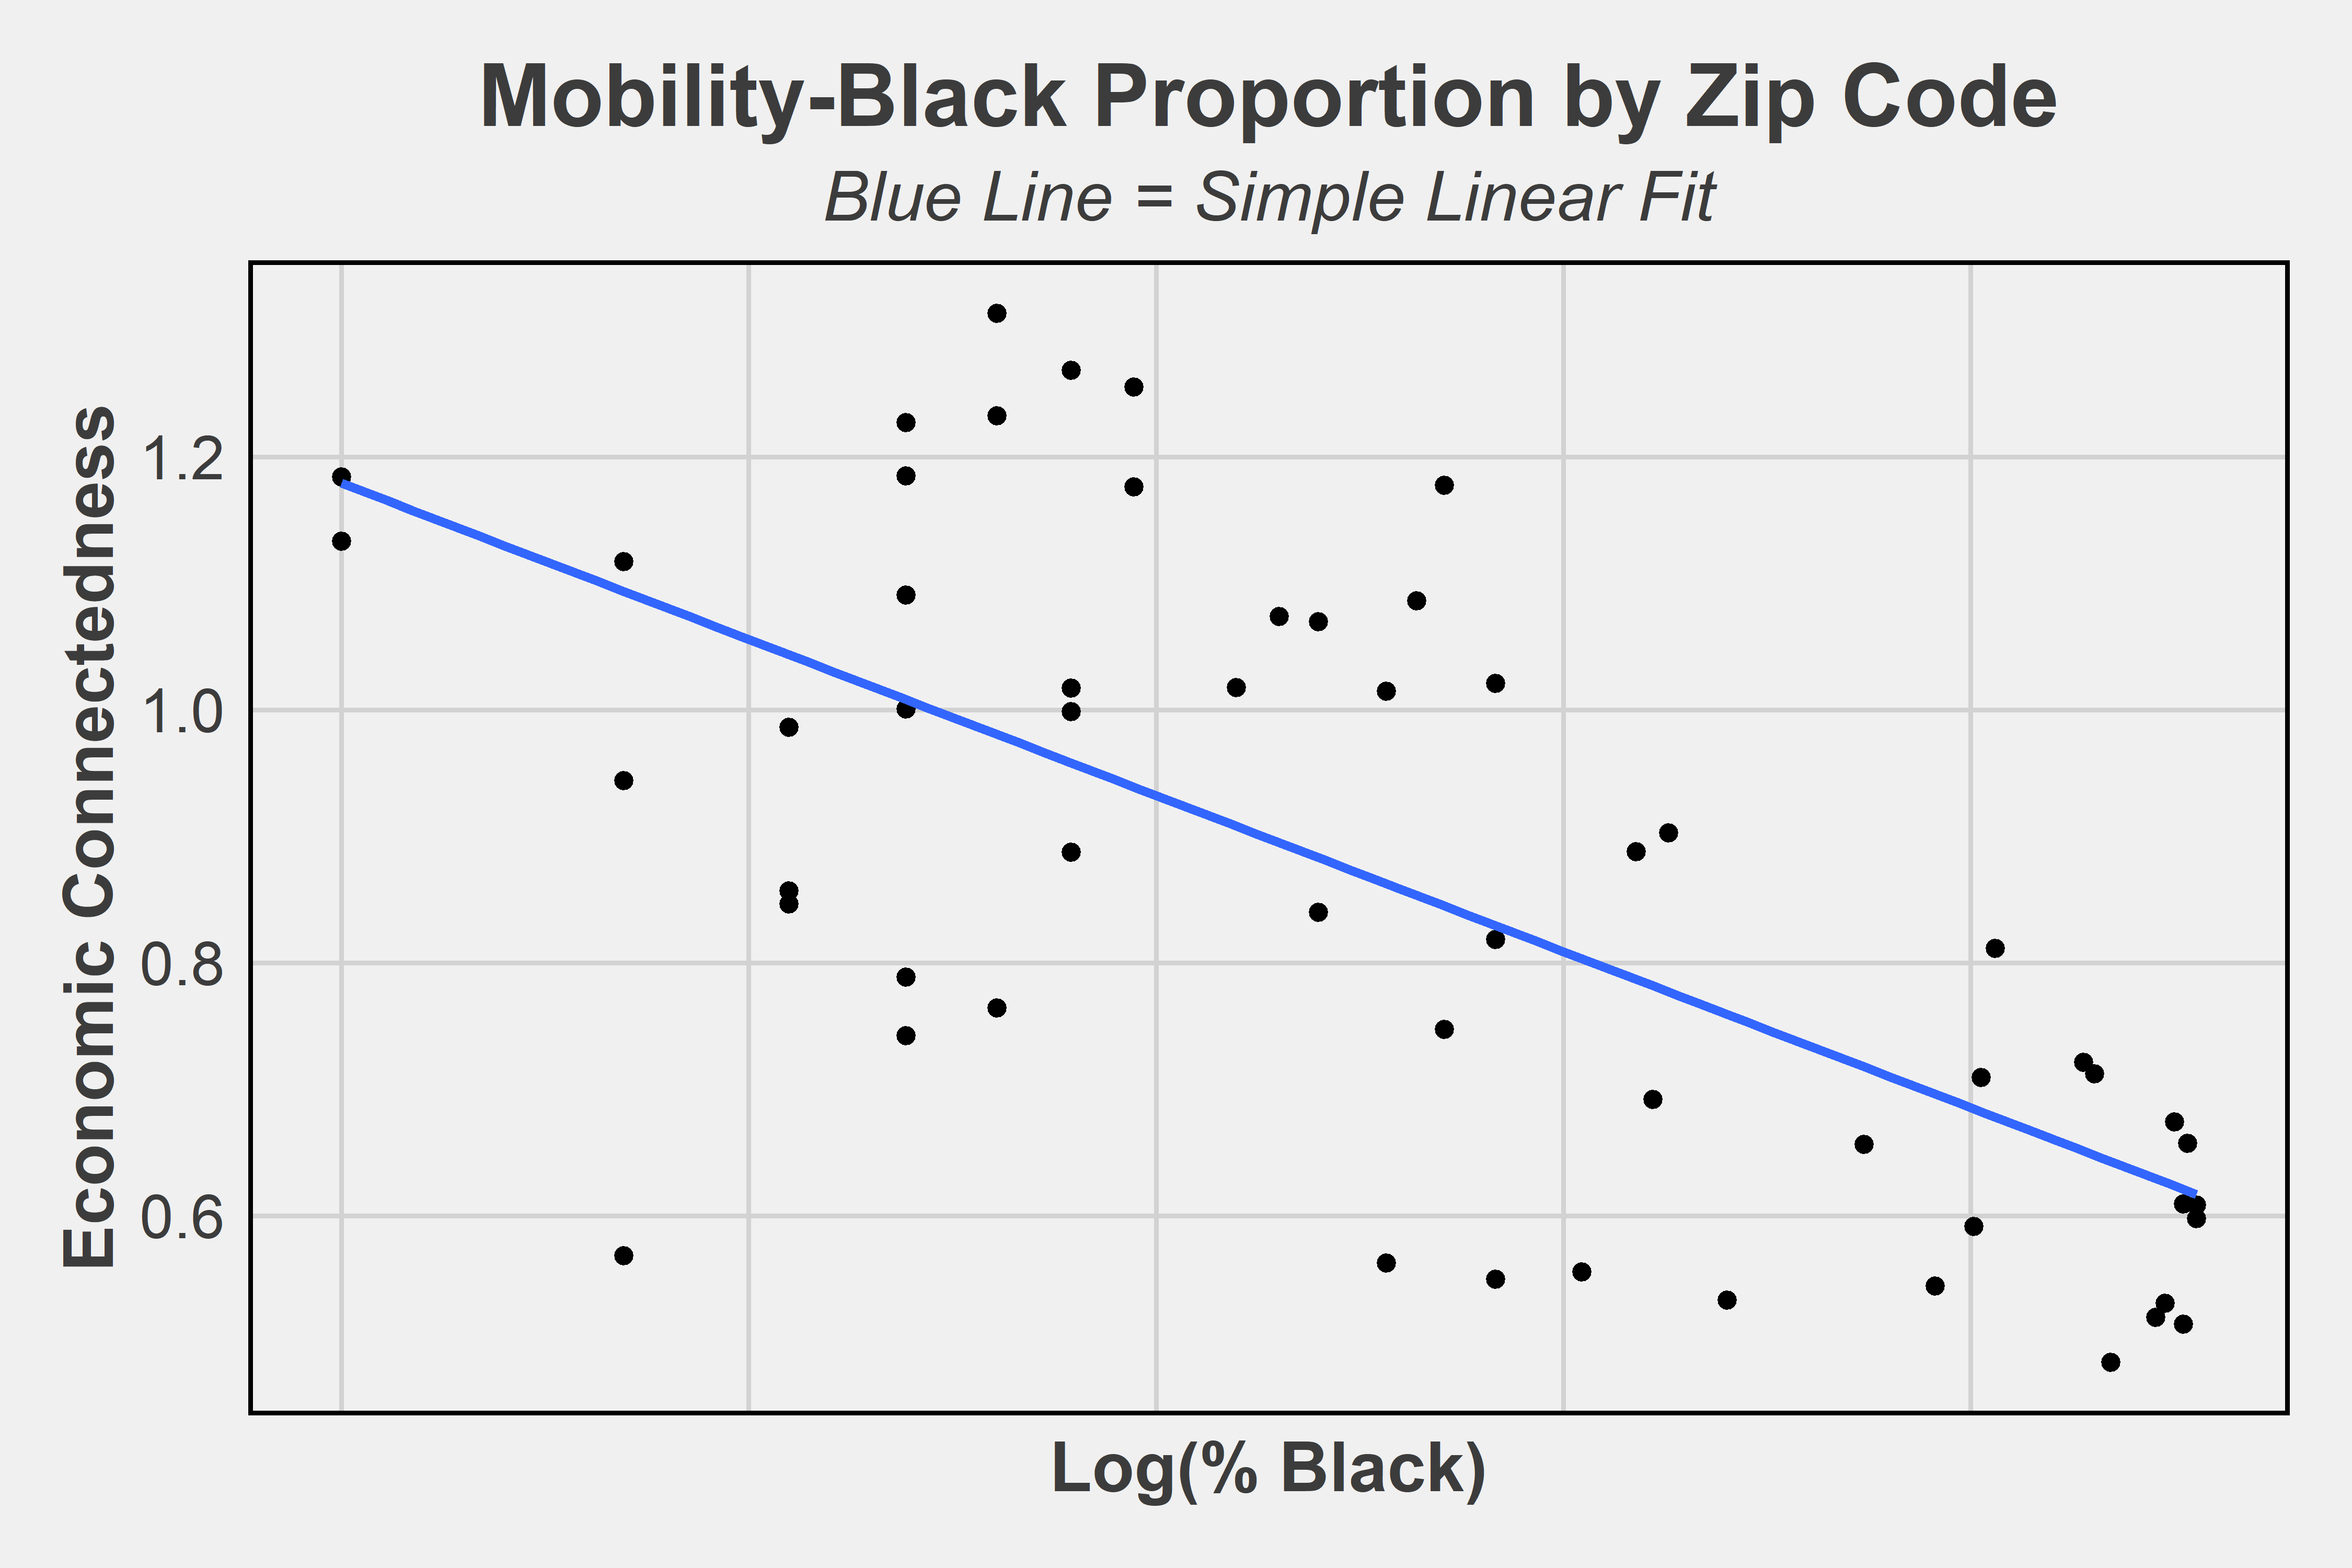 Mobility-Black Proportion by Zip Code
Blue Line = Simple Linear Fit
Economic Connectedness
1.2
1.0
0.8
0.6
Log(% Black)